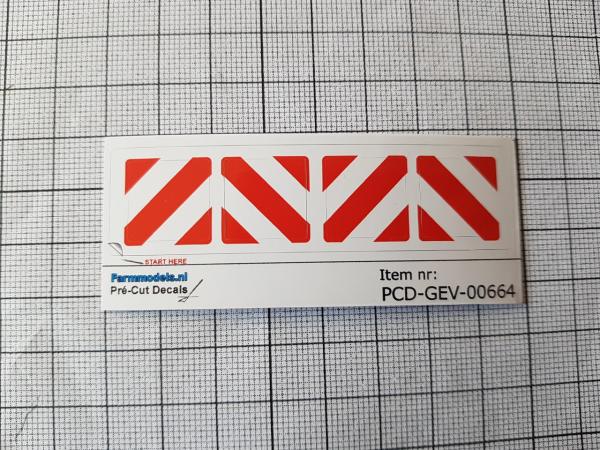 START HERE
Farmmodels.nl
Pré-Cut Decals
Item nr:
PCD-GEV-00664